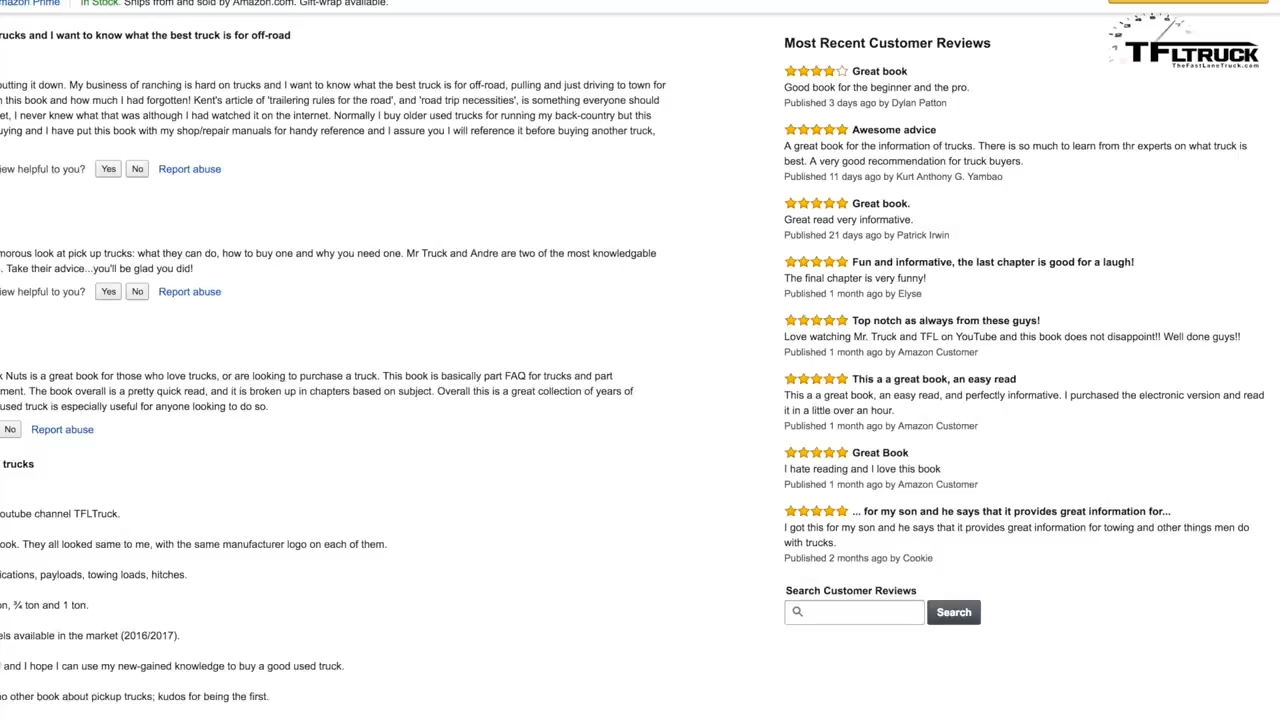 mazon Prime In Stock. Ships from and sold by Amazon.com. Gift-wrap available.
rucks and I want to know what the best truck is for off-road
utting it down. My business of ranching is hard on trucks and I want to know what the best truck is for off-road, pulling and just driving to town for
n this book and how much I had forgotten! Kent's article of 'trailering rules for the road', and 'road trip necessities', is something everyone should
et, I never knew what that was although I had watched it on the internet. Normally I buy older used trucks for running my back-country but this
uying and I have put this book with my shop/repair manuals for handy reference and I assure you I will reference it before buying another truck,
iew helpful to you? Yes No Report abuse
morous look at pick up trucks: what they can do, how to buy one and why you need one. Mr Truck and Andre are two of the most knowledgable
. Take their advice...you'll be glad you did!
iew helpful to you? Yes No Report abuse
k Nuts is a great book for those who love trucks, or are looking to purchase a truck. This book is basically part FAQ for trucks and part
ment. The book overall is a pretty quick read, and it is broken up in chapters based on subject. Overall this is a great collection of years of
used truck is especially useful for anyone looking to do so.
No Report abuse
trucks
outube channel TFLTruck.
ook. They all looked same to me, with the same manufacturer logo on each of them.
ications, payloads, towing loads, hitches.
on, ¾ ton and 1 ton.
els available in the market (2016/2017).
! and I hope I can use my new-gained knowledge to buy a good used truck.
no other book about pickup trucks; kudos for being the first.
TFLTRUCK
TheFastLaneTruck.com
Most Recent Customer Reviews
Great book
Good book for the beginner and the pro.
Published 3 days ago by Dylan Patton
Awesome advice
A great book for the information of trucks. There is so much to learn from thr experts on what truck is
best. A very good recommendation for truck buyers.
Published 11 days ago by Kurt Anthony G. Yambao
Great book.
Great read very informative.
Published 21 days ago by Patrick Irwin
Fun and informative, the last chapter is good for a laugh!
The final chapter is very funny!
Published 1 month ago by Elyse
Top notch as always from these guys!
Love watching Mr. Truck and TFL on YouTube and this book does not disappoint!! Well done guys!!
Published 1 month ago by Amazon Customer
This a a great book, an easy read
This a a great book, an easy read, and perfectly informative. I purchased the electronic version and read
it in a little over an hour.
Published 1 month ago by Amazon Customer
Great Book
I hate reading and I love this book
Published 1 month ago by Amazon Customer
... for my son and he says that it provides great information for...
I got this for my son and he says that it provides great information for towing and other things men do
with trucks.
Published 2 months ago by Cookie
Search Customer Reviews
Search